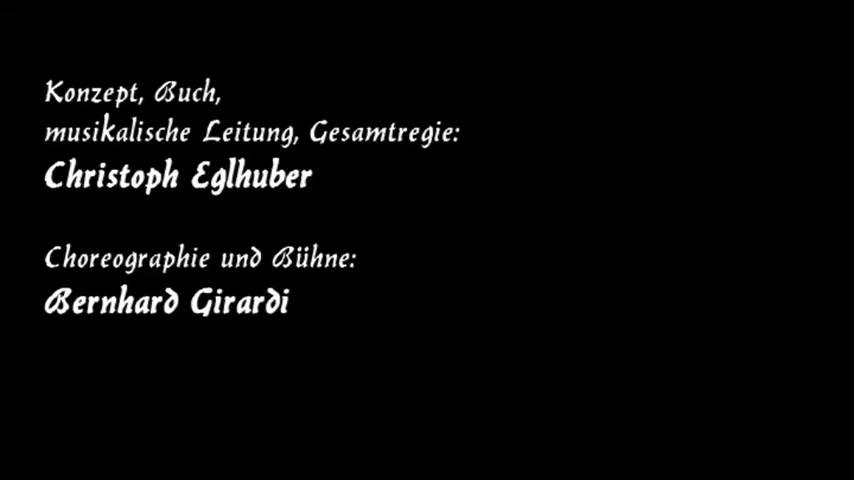 Konzept, Buch,
musikalische Leitung, Gesamtregie:
Christoph Eglhuber
Choreographie und Bühne:
Bernhard Girardi